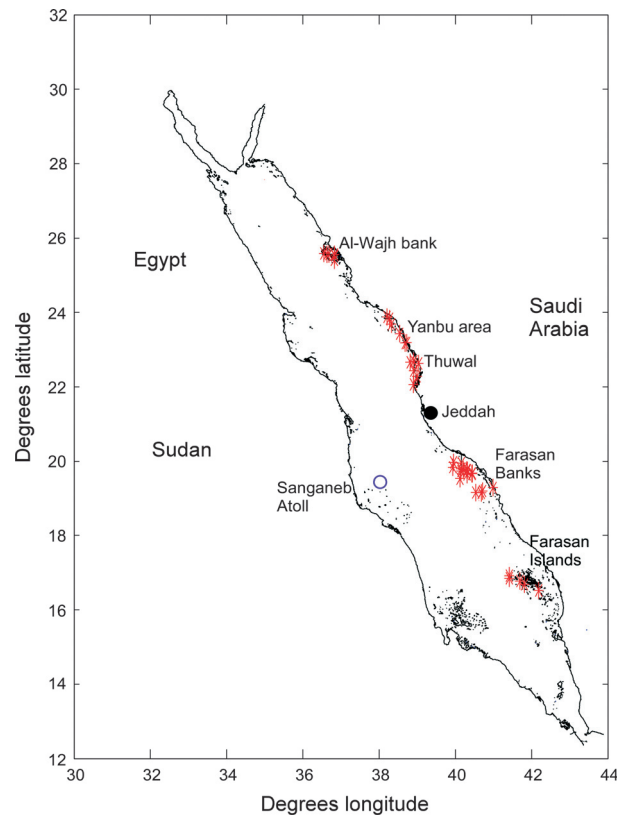 32
30
28
26
24
22
20
18
16
14
12
Degrees latitude
Al-Wajh bank
Egypt
Saudi
Arabia
Yanbu area
Thuwal
Jeddah
Sudan
Farasan
Banks
Sanganeb
Atoll
Farasan
Islands
30 32 34 36 38 40 42 44
Degrees longitude